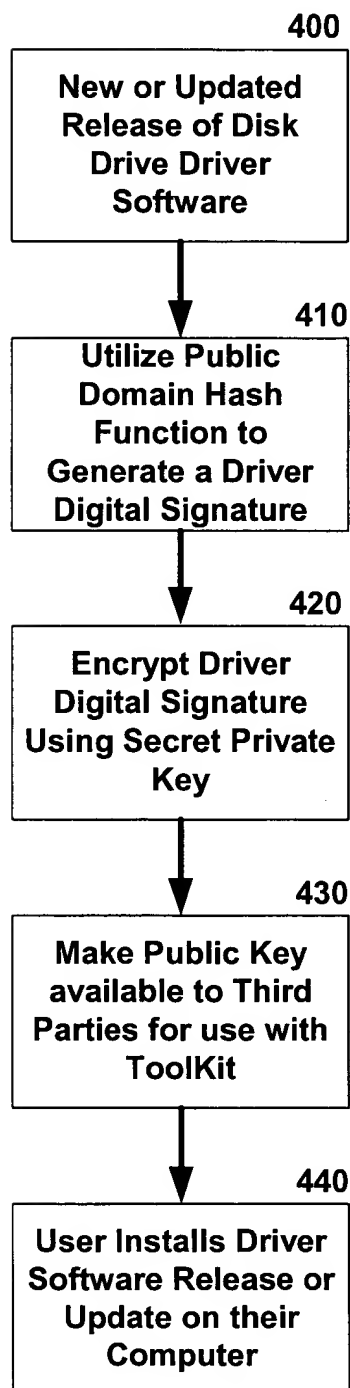 400
New or Updated
Release of Disk
Drive Driver
Software
410
Utilize Public
Domain Hash
Function to
Generate a Driver
Digital Signature
420
Encrypt Driver
Digital Signature
Using Secret Private
Key
430
Make Public Key
available to Third
Parties for use with
ToolKit
440
User Installs Driver
Software Release or
Update on their
Computer